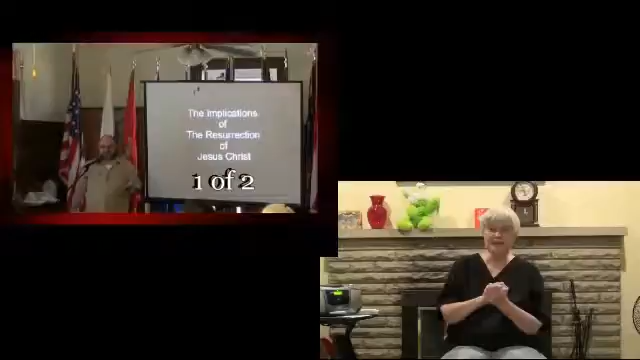 The Implications
of
The Resurrection
of
Jesus Christ
1 of 2